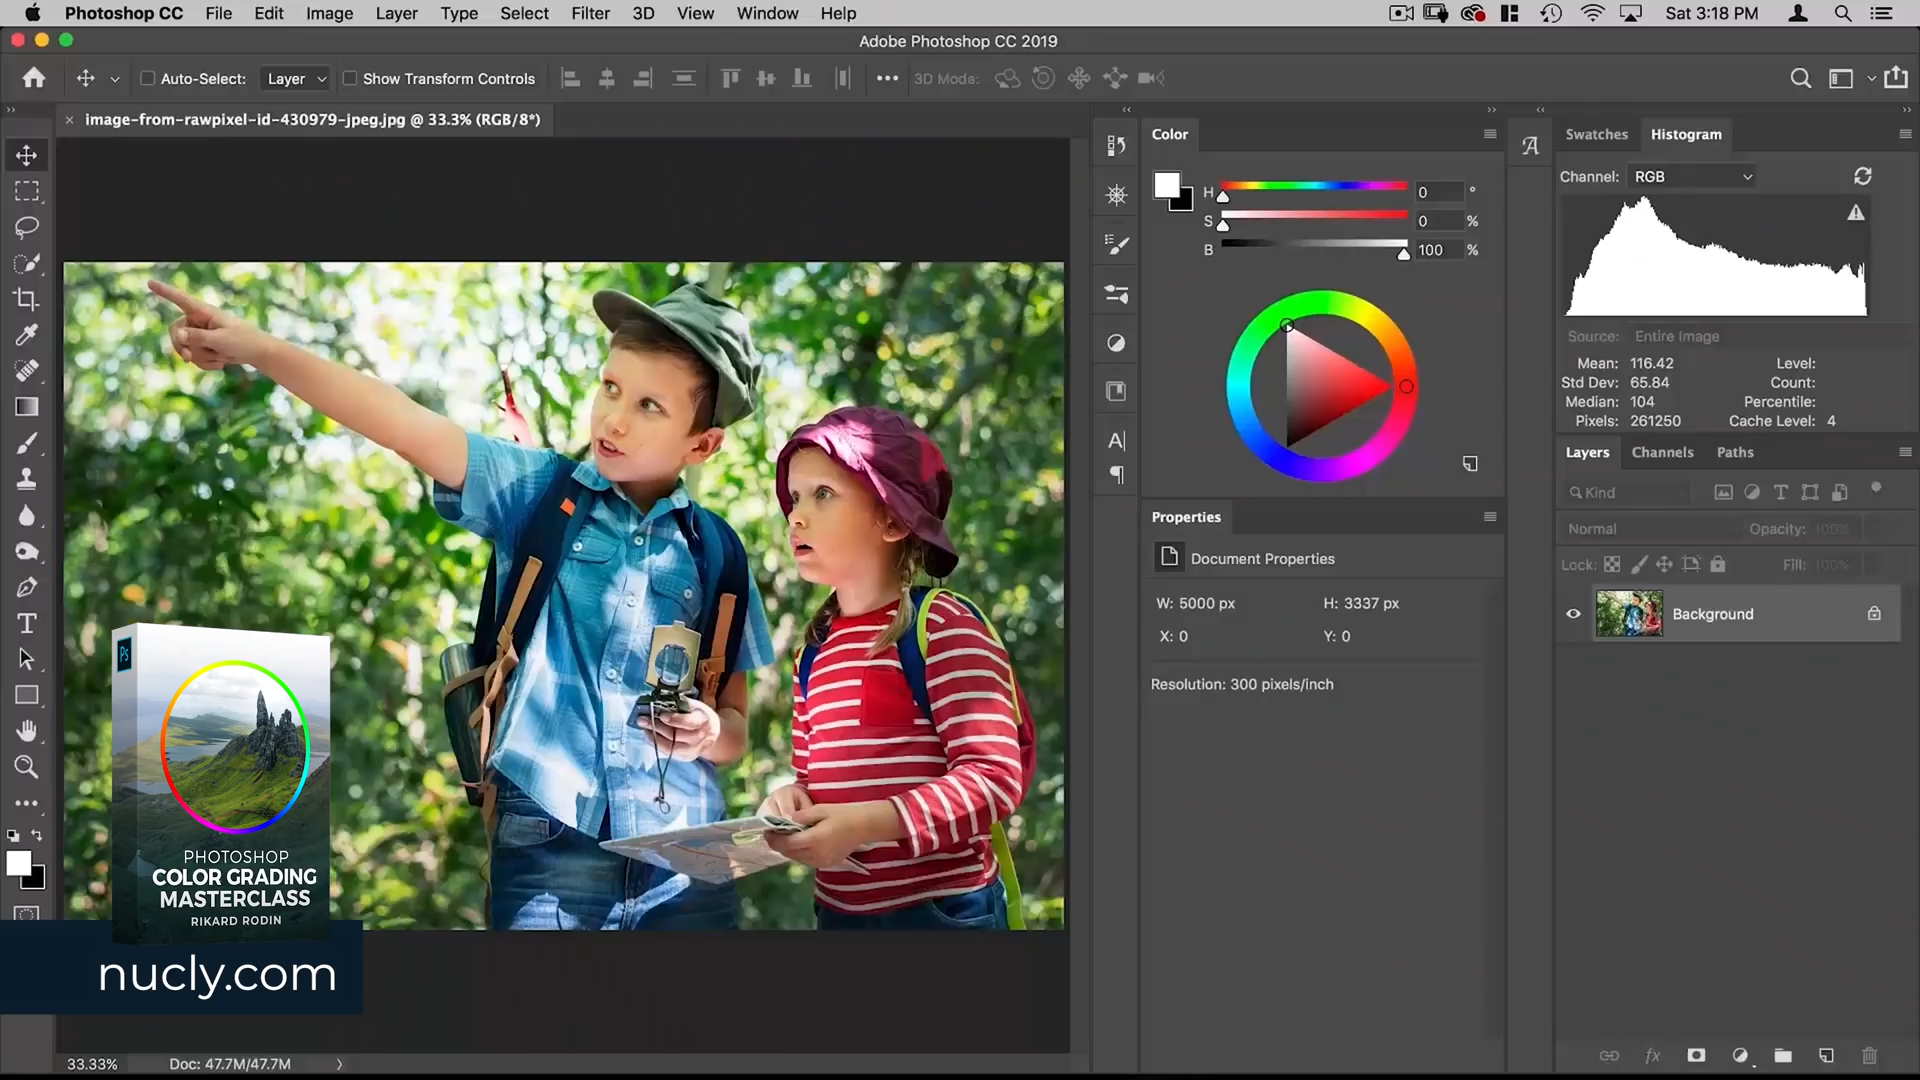 Photoshop CC File Edit Image Layer Type Select Filter 3D View Window Help Sat 3:18 PM
Adobe Photoshop CC 2019
Auto-Select: Layer Show Transform Controls 3D Mode:
image-from-rawpixel-id-430979-jpeg.jpg @ 33.3% (RGB/8*)
Color
H 0 °
S 0 %
B 100 %
Properties
Document Properties
W: 5000 px H: 3337 px
X: 0 Y: 0
Resolution: 300 pixels/inch
Swatches Histogram
Channel: RGB
Source: Entire Image
Mean: 116.42 Level:
Std Dev: 65.84 Count:
Median: 104 Percentile:
Pixels: 261250 Cache Level: 4
Layers Channels Paths
Kind
Normal Opacity: 100%
Lock: Fill: 100%
Background
fx
Ps
PHOTOSHOP
COLOR GRADING
MASTERCLASS
RIKARD RODIN
nucly.com
33.33% Doc: 47.7M/47.7M